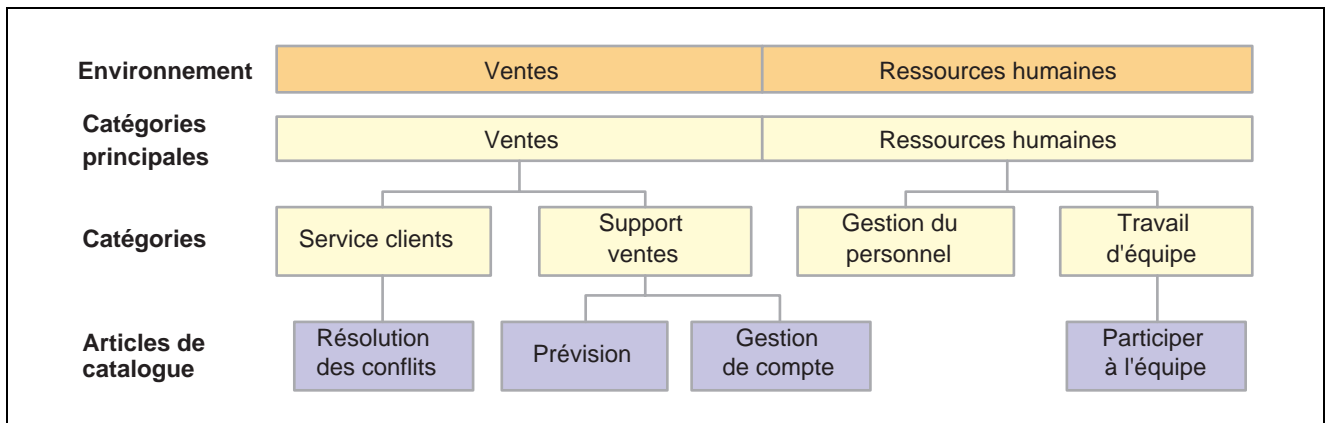 Environnement
Ventes
Ressources humaines
Catégories
principales
Ventes
Ressources humaines
Catégories
Service clients
Support
ventes
Gestion du
personnel
Travail
d'équipe
Articles de
catalogue
Résolution
des conflits
Prévision
Gestion
de compte
Participer
à l'équipe